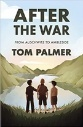 AFTER THE WAR
FROM AUSCHWITZ TO AMBLESIDE
TOM PALMER